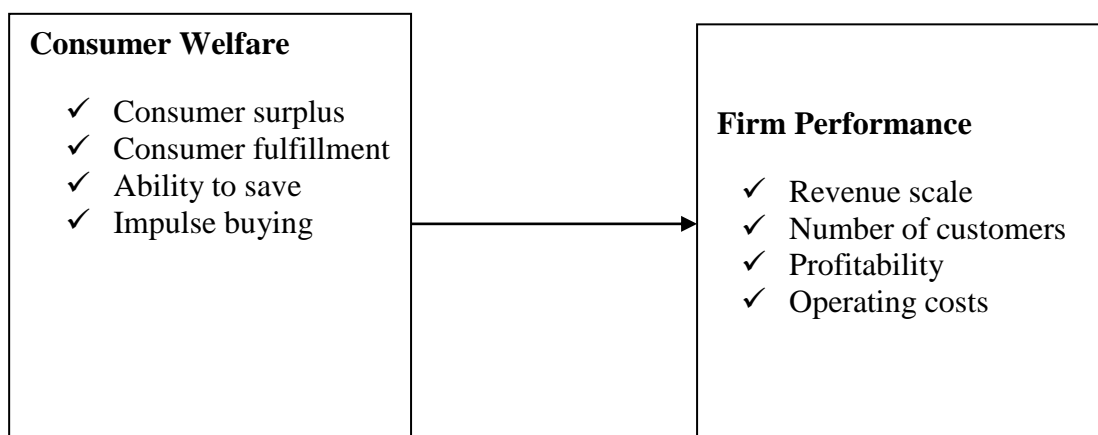 Consumer Welfare
✓ Consumer surplus
✓ Consumer fulfillment
✓ Ability to save
✓ Impulse buying
Firm Performance
✓ Revenue scale
✓ Number of customers
✓ Profitability
✓ Operating costs